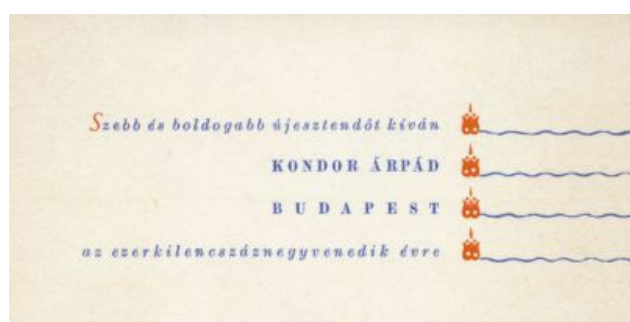 Szebb és boldogabb újesztendőt kíván
KONDOR ÁRPÁD
BUDAPEST
az ezerkilencszáznegyvenedik évre